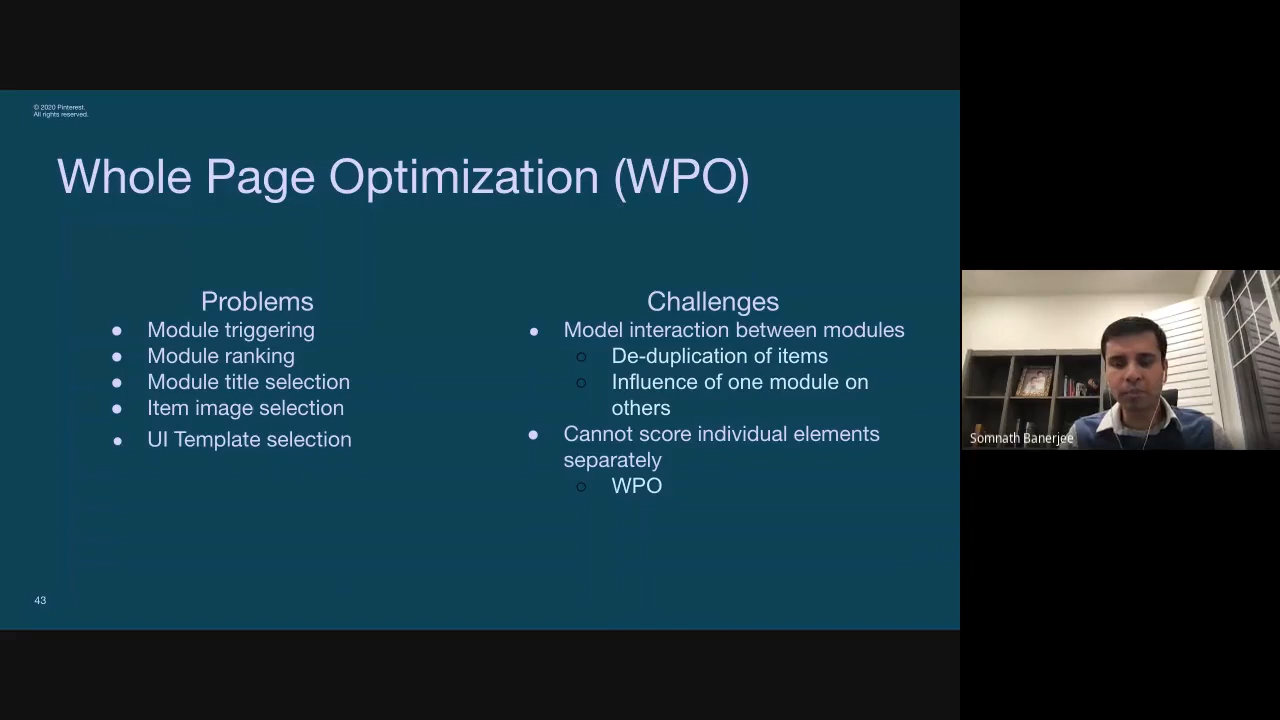 © 2020 Pinterest.
All rights reserved.
Whole Page Optimization (WPO)
Problems
● Module triggering
● Module ranking
● Module title selection
● Item image selection
● UI Template selection
Challenges
● Model interaction between modules
○ De-duplication of items
○ Influence of one module on
others
● Cannot score individual elements
separately
○ WPO
43
Somnath Banerjee